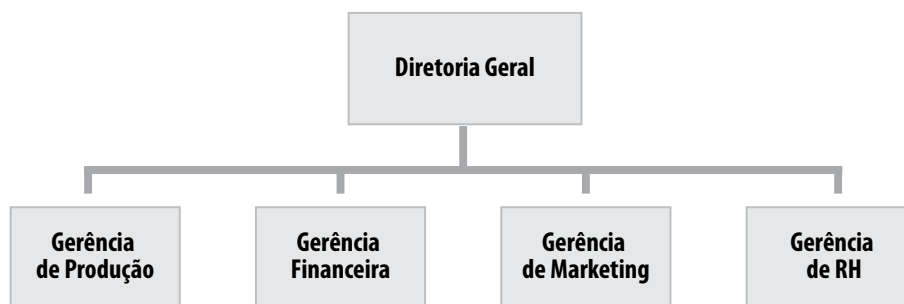 Diretoria Geral
Gerência
de Produção
Gerência
Financeira
Gerência
de Marketing
Gerência
de RH